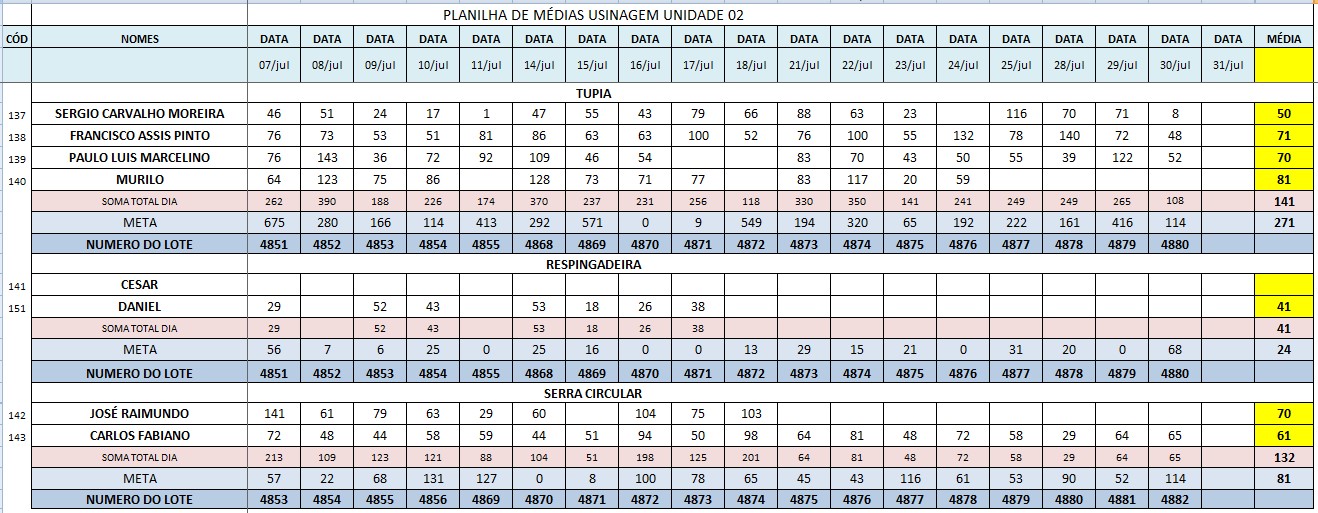 PLANILHA DE MÉDIAS USINAGEM UNIDADE 02
CÓD NOMES DATA DATA DATA DATA DATA DATA DATA DATA DATA DATA DATA DATA DATA DATA DATA DATA DATA DATA DATA MÉDIA
07/jul 08/jul 09/jul 10/jul 11/jul 14/jul 15/jul 16/jul 17/jul 18/jul 21/jul 22/jul 23/jul 24/jul 25/jul 28/jul 29/jul 30/jul 31/jul
TUPIA
137 SERGIO CARVALHO MOREIRA 46 51 24 17 1 47 55 43 79 66 88 63 23 116 70 71 8 50
138 FRANCISCO ASSIS PINTO 76 73 53 51 81 86 63 63 100 52 76 100 55 132 78 140 72 48 71
139 PAULO LUIS MARCELINO 76 143 36 72 92 109 46 54 83 70 43 50 55 39 122 52 70
140 MURILO 64 123 75 86 128 73 71 77 83 117 20 59 81
SOMA TOTAL DIA 262 390 188 226 174 370 237 231 256 118 330 350 141 241 249 249 265 108 141
META 675 280 166 114 413 292 571 0 9 549 194 320 65 192 222 161 416 114 271
NUMERO DO LOTE 4851 4852 4853 4854 4855 4868 4869 4870 4871 4872 4873 4874 4875 4876 4877 4878 4879 4880
RESPINGADEIRA
141 CESAR
151 DANIEL 29 52 43 53 18 26 38 41
SOMA TOTAL DIA 29 52 43 53 18 26 38 41
META 56 7 6 25 0 25 16 0 0 13 29 15 21 0 31 20 0 68 24
NUMERO DO LOTE 4851 4852 4853 4854 4855 4868 4869 4870 4871 4872 4873 4874 4875 4876 4877 4878 4879 4880
SERRA CIRCULAR
142 JOSÉ RAIMUNDO 141 61 79 63 29 60 104 75 103 70
143 CARLOS FABIANO 72 48 44 58 59 44 51 94 50 98 64 81 48 72 58 29 64 65 61
SOMA TOTAL DIA 213 109 123 121 88 104 51 198 125 201 64 81 48 72 58 29 64 65 132
META 57 22 68 131 127 0 8 100 78 65 45 43 116 61 53 90 52 114 81
NUMERO DO LOTE 4853 4854 4855 4856 4869 4870 4871 4872 4873 4874 4875 4876 4877 4878 4879 4880 4881 4882